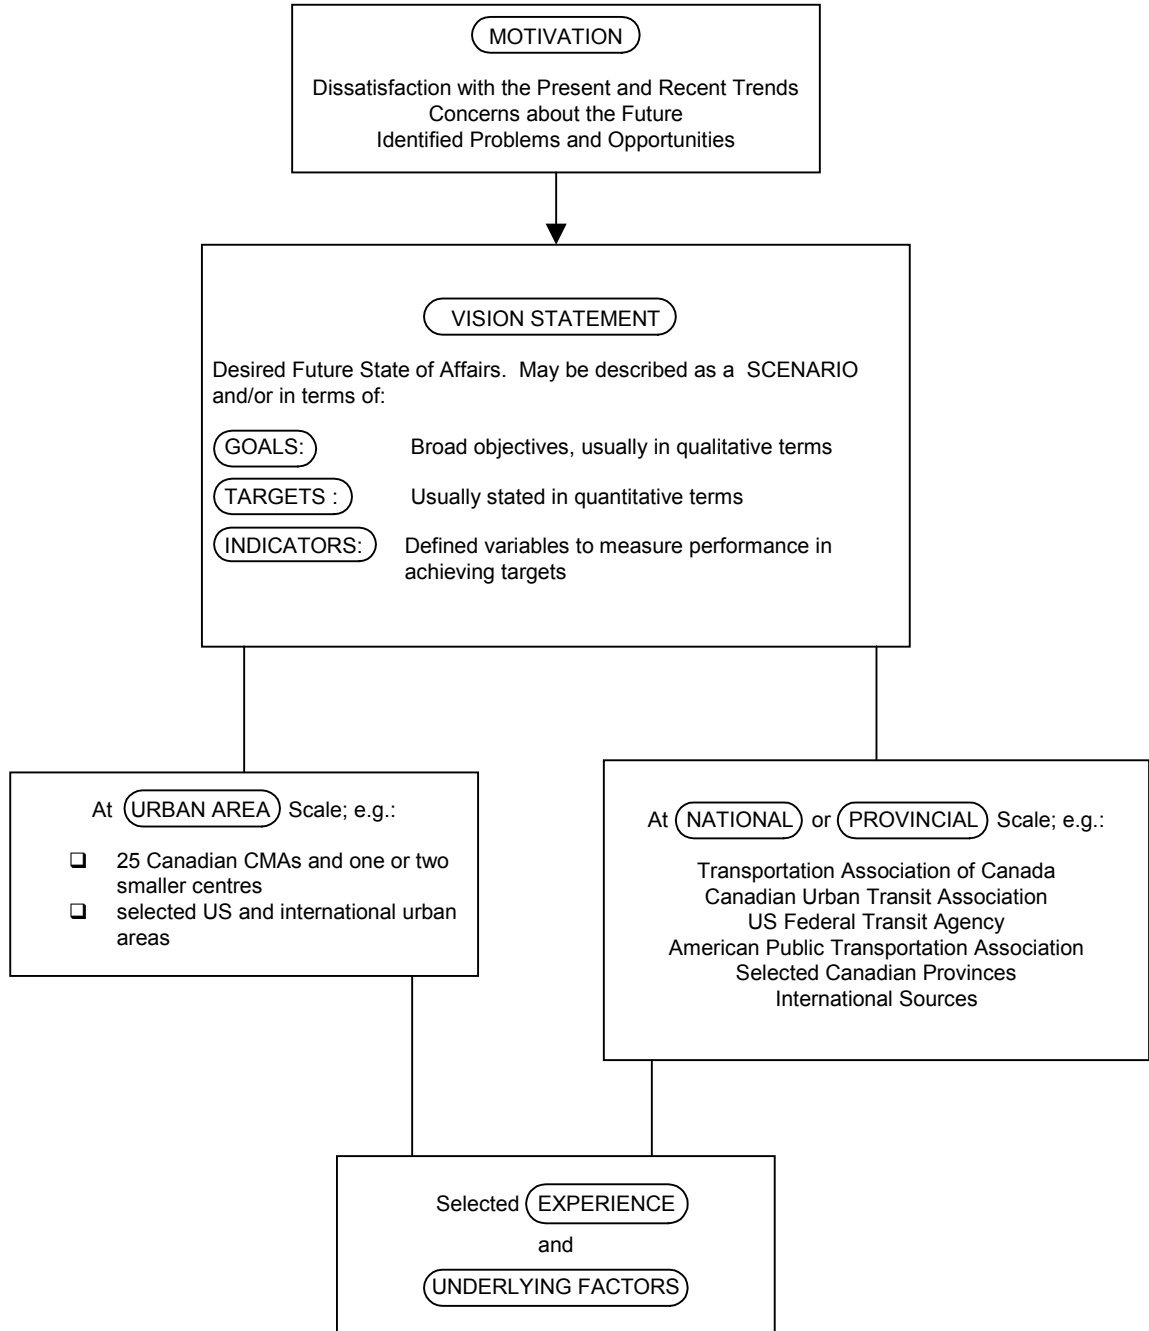 MOTIVATION
Dissatisfaction with the Present and Recent Trends
Concerns about the Future
Identified Problems and Opportunities
VISION STATEMENT
Desired Future State of Affairs.  May be described as a  SCENARIO
and/or in terms of:
GOALS: Broad objectives, usually in qualitative terms
TARGETS : Usually stated in quantitative terms
INDICATORS: Defined variables to measure performance in
achieving targets
At URBAN AREA Scale; e.g.:
❑ 25 Canadian CMAs and one or two
smaller centres
❑ selected US and international urban
areas
At NATIONAL or PROVINCIAL Scale; e.g.:
Transportation Association of Canada
Canadian Urban Transit Association
US Federal Transit Agency
American Public Transportation Association
Selected Canadian Provinces
International Sources
Selected EXPERIENCE
and
UNDERLYING FACTORS